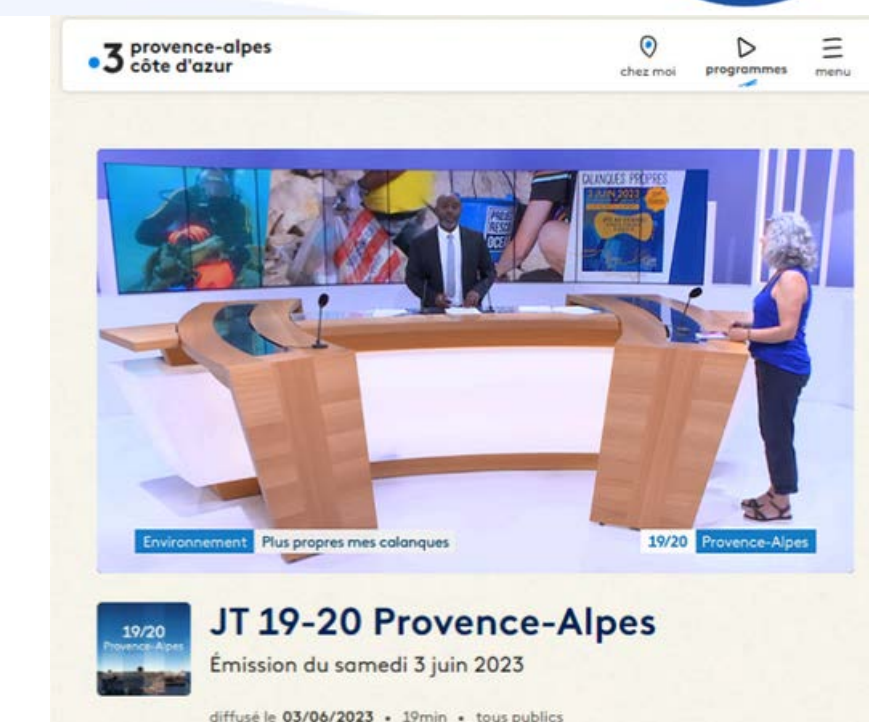 3 provence-alpes
côte d'azur
chez moi
programmes
menu
CALANQUES PROPRES
3 JUIN 2023
Environnement Plus propres mes calanques
19/20 Provence-Alpes
19/20
Provence-Alpes
JT 19-20 Provence-Alpes
Émission du samedi 3 juin 2023
diffusé le 03/06/2023 • 19min • tous publics